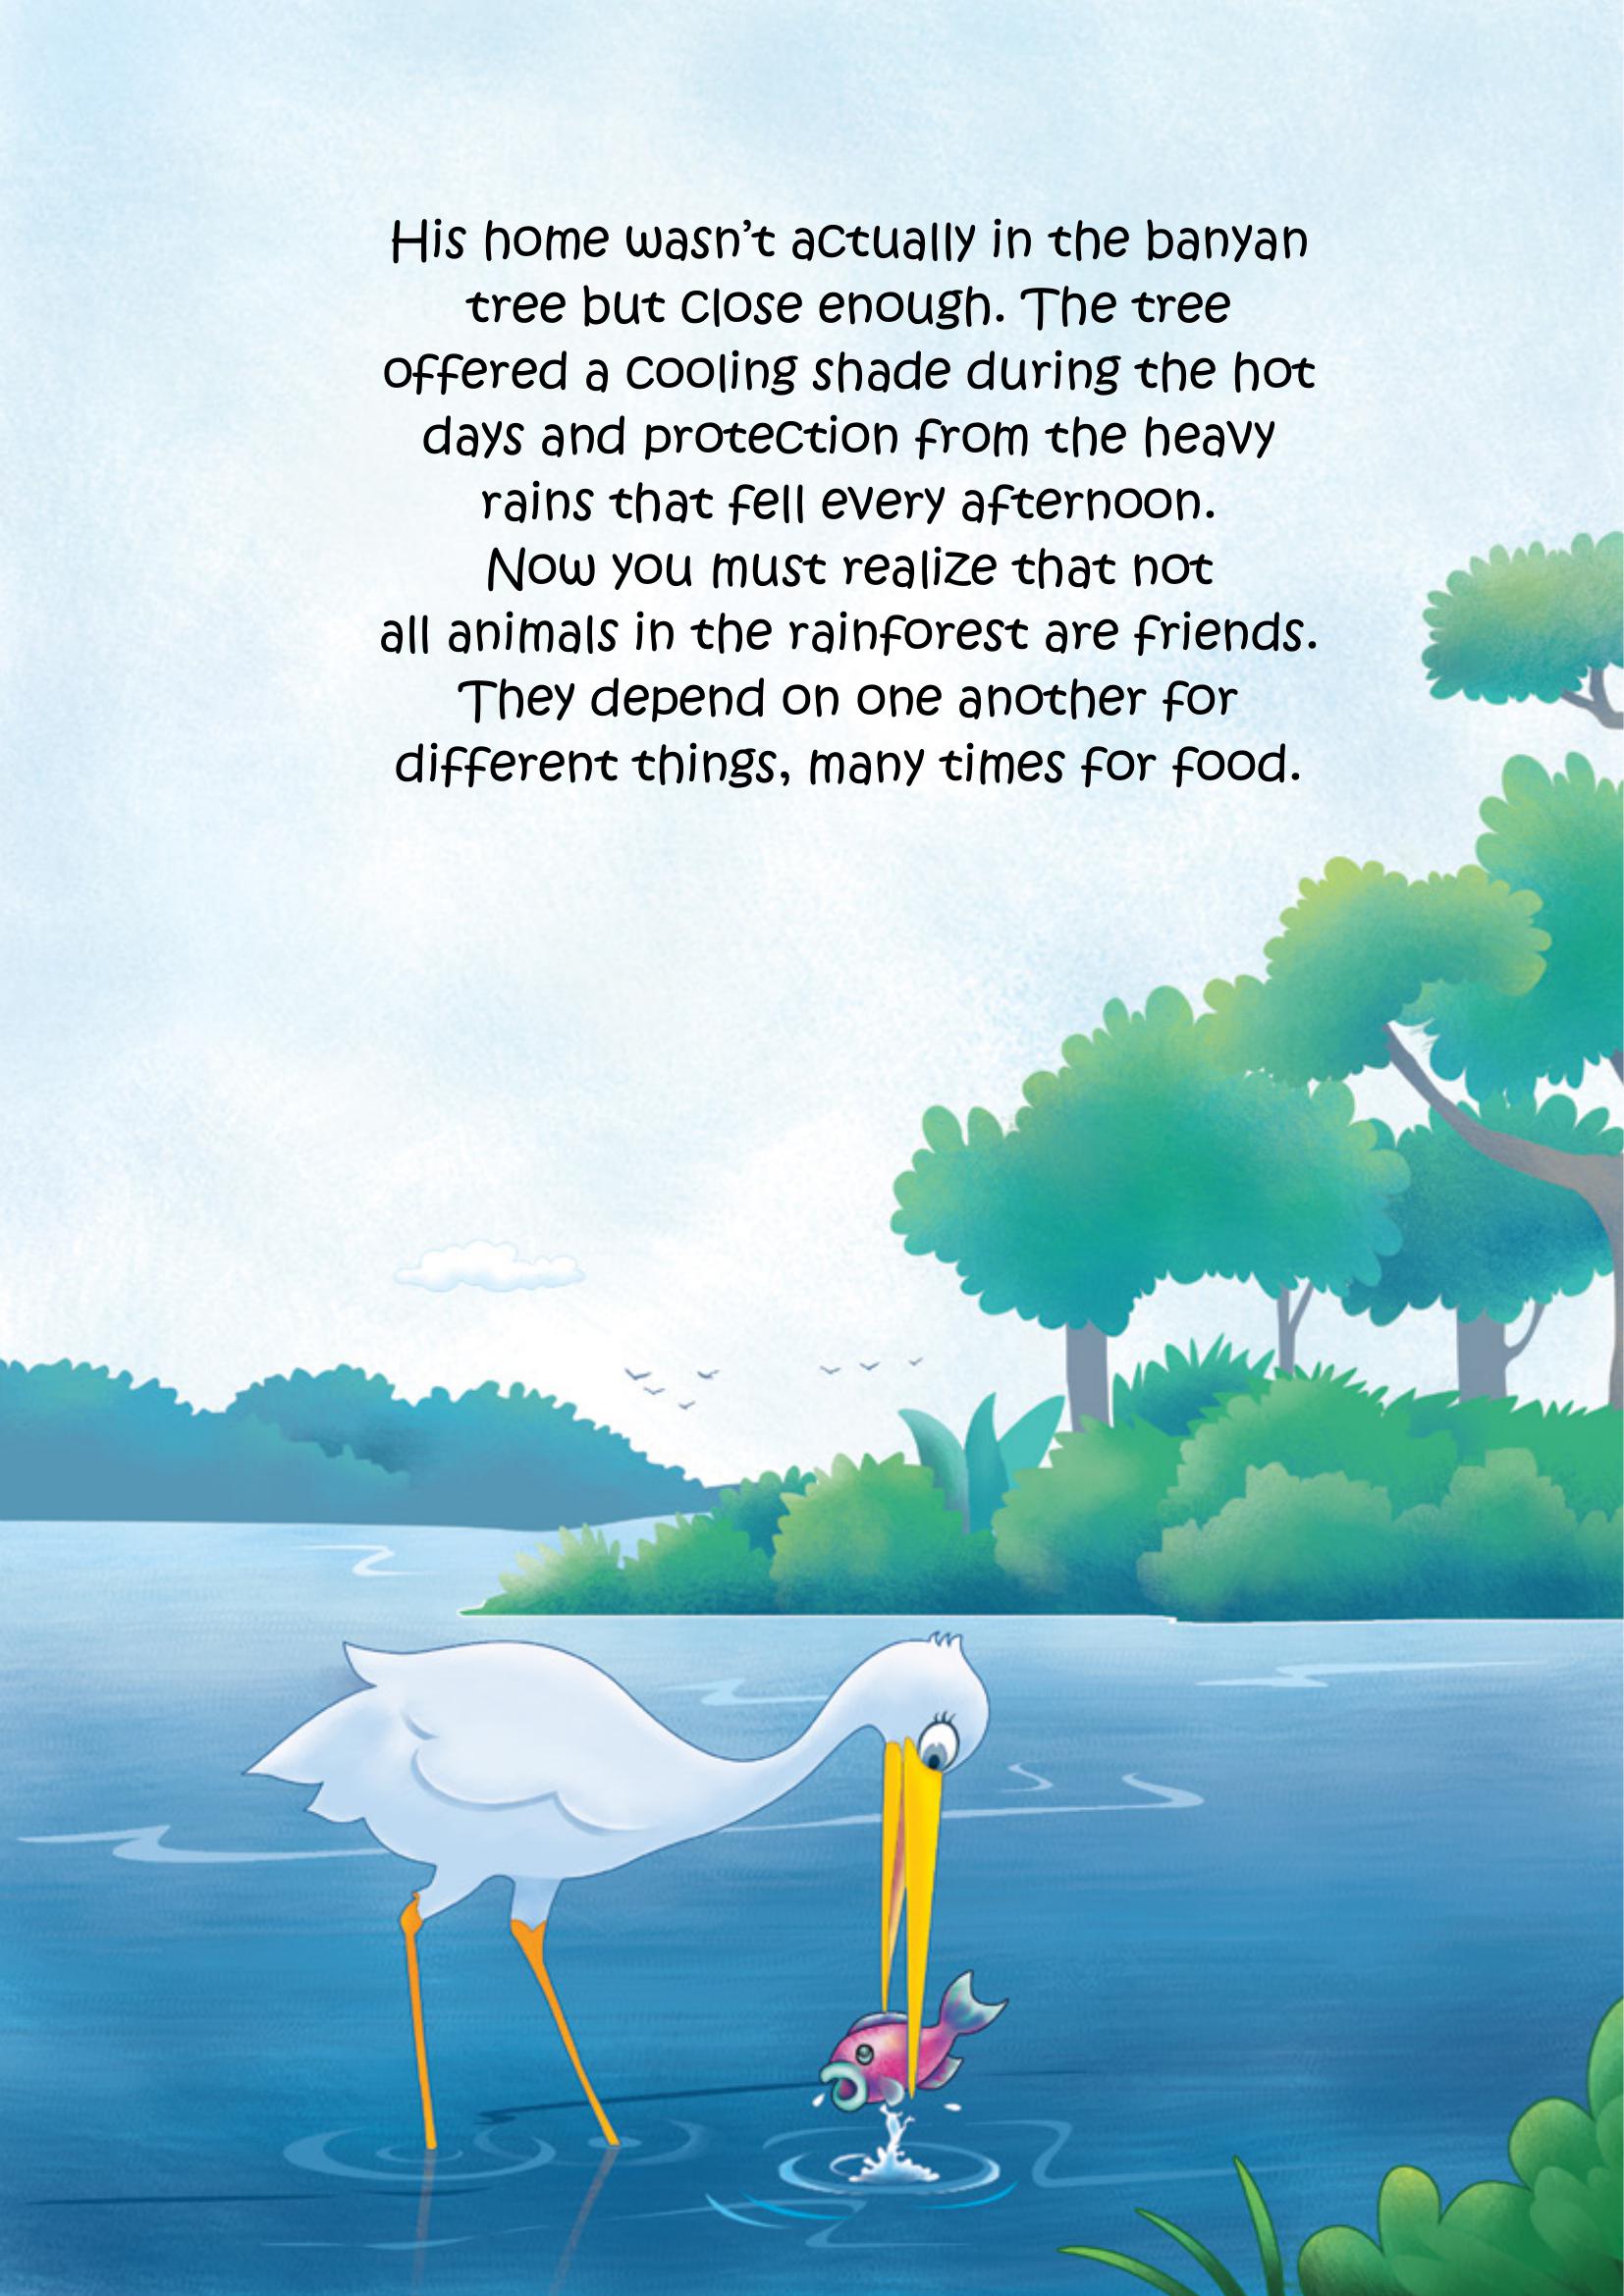 His home wasn’t actually in the banyan
tree but close enough. The tree
offered a cooling shade during the hot
days and protection from the heavy
rains that fell every afternoon.
Now you must realize that not
all animals in the rainforest are friends.
They depend on one another for
different things, many times for food.